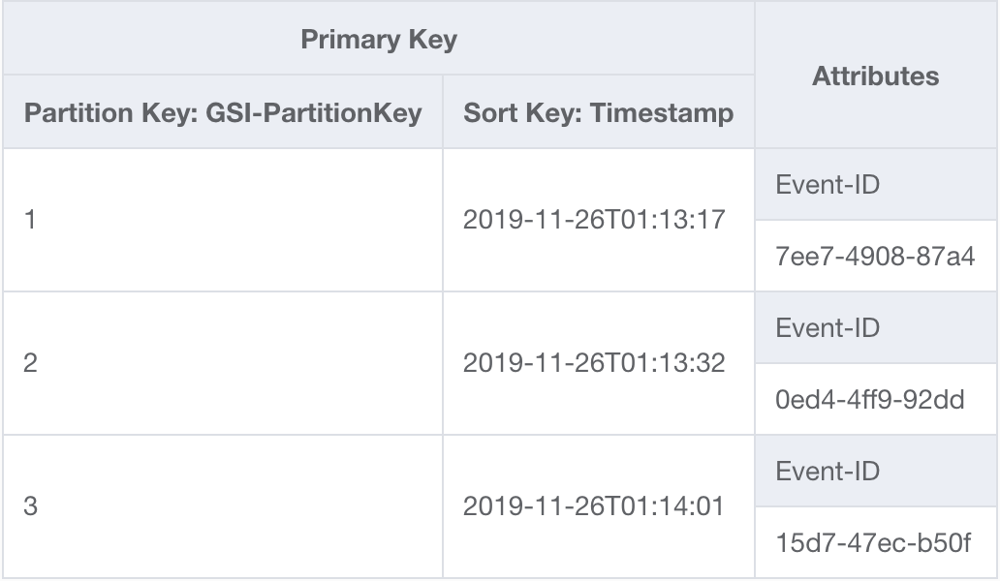 Primary Key
Attributes
Partition Key: GSI-PartitionKey
Sort Key: Timestamp
1
2019-11-26T01:13:17
Event-ID
7ee7-4908-87a4
2
2019-11-26T01:13:32
Event-ID
0ed4-4ff9-92dd
3
2019-11-26T01:14:01
Event-ID
15d7-47ec-b50f